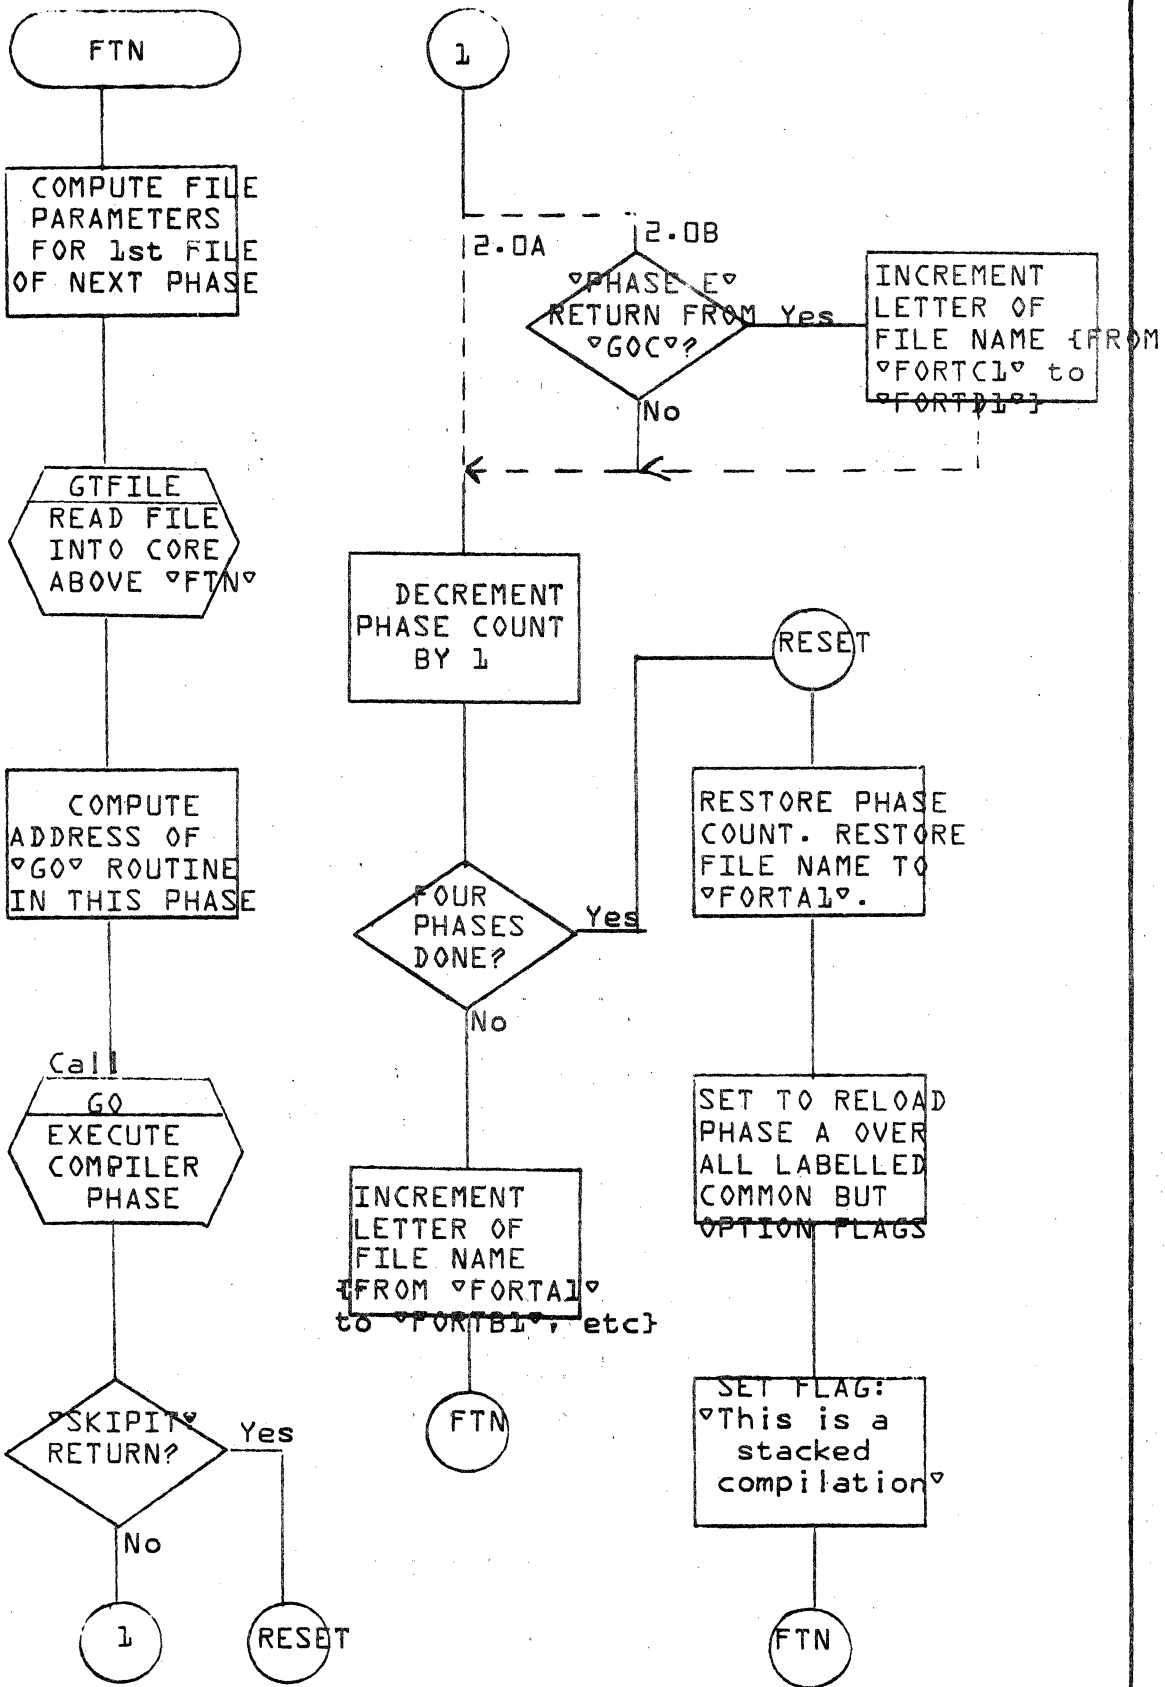 FTN
COMPUTE FILE
PARAMETERS
FOR 1st FILE
OF NEXT PHASE
GTFILE
READ FILE
INTO CORE
ABOVE ▿FTN▿
COMPUTE
ADDRESS OF
▿GO▿ ROUTINE
IN THIS PHASE
Call
GO
EXECUTE
COMPILER
PHASE
▿SKIPIT▿
RETURN?
Yes
No
1
RESET
1
2.0A
2.0B
▿PHASE E▿
RETURN FROM
▿GOC▿?
Yes
No
INCREMENT
LETTER OF
FILE NAME {FROM
▿FORTC1▿ to
▿FORTD1▿}
DECREMENT
PHASE COUNT
BY 1
FOUR
PHASES
DONE?
Yes
No
INCREMENT
LETTER OF
FILE NAME
{FROM ▿FORTA1▿
to ▿FORTB1▿, etc}
FTN
RESET
RESTORE PHASE
COUNT. RESTORE
FILE NAME TO
▿FORTA1▿.
SET TO RELOAD
PHASE A OVER
ALL LABELLED
COMMON BUT
OPTION FLAGS
SET FLAG:
▿This is a
stacked
compilation▿
FTN